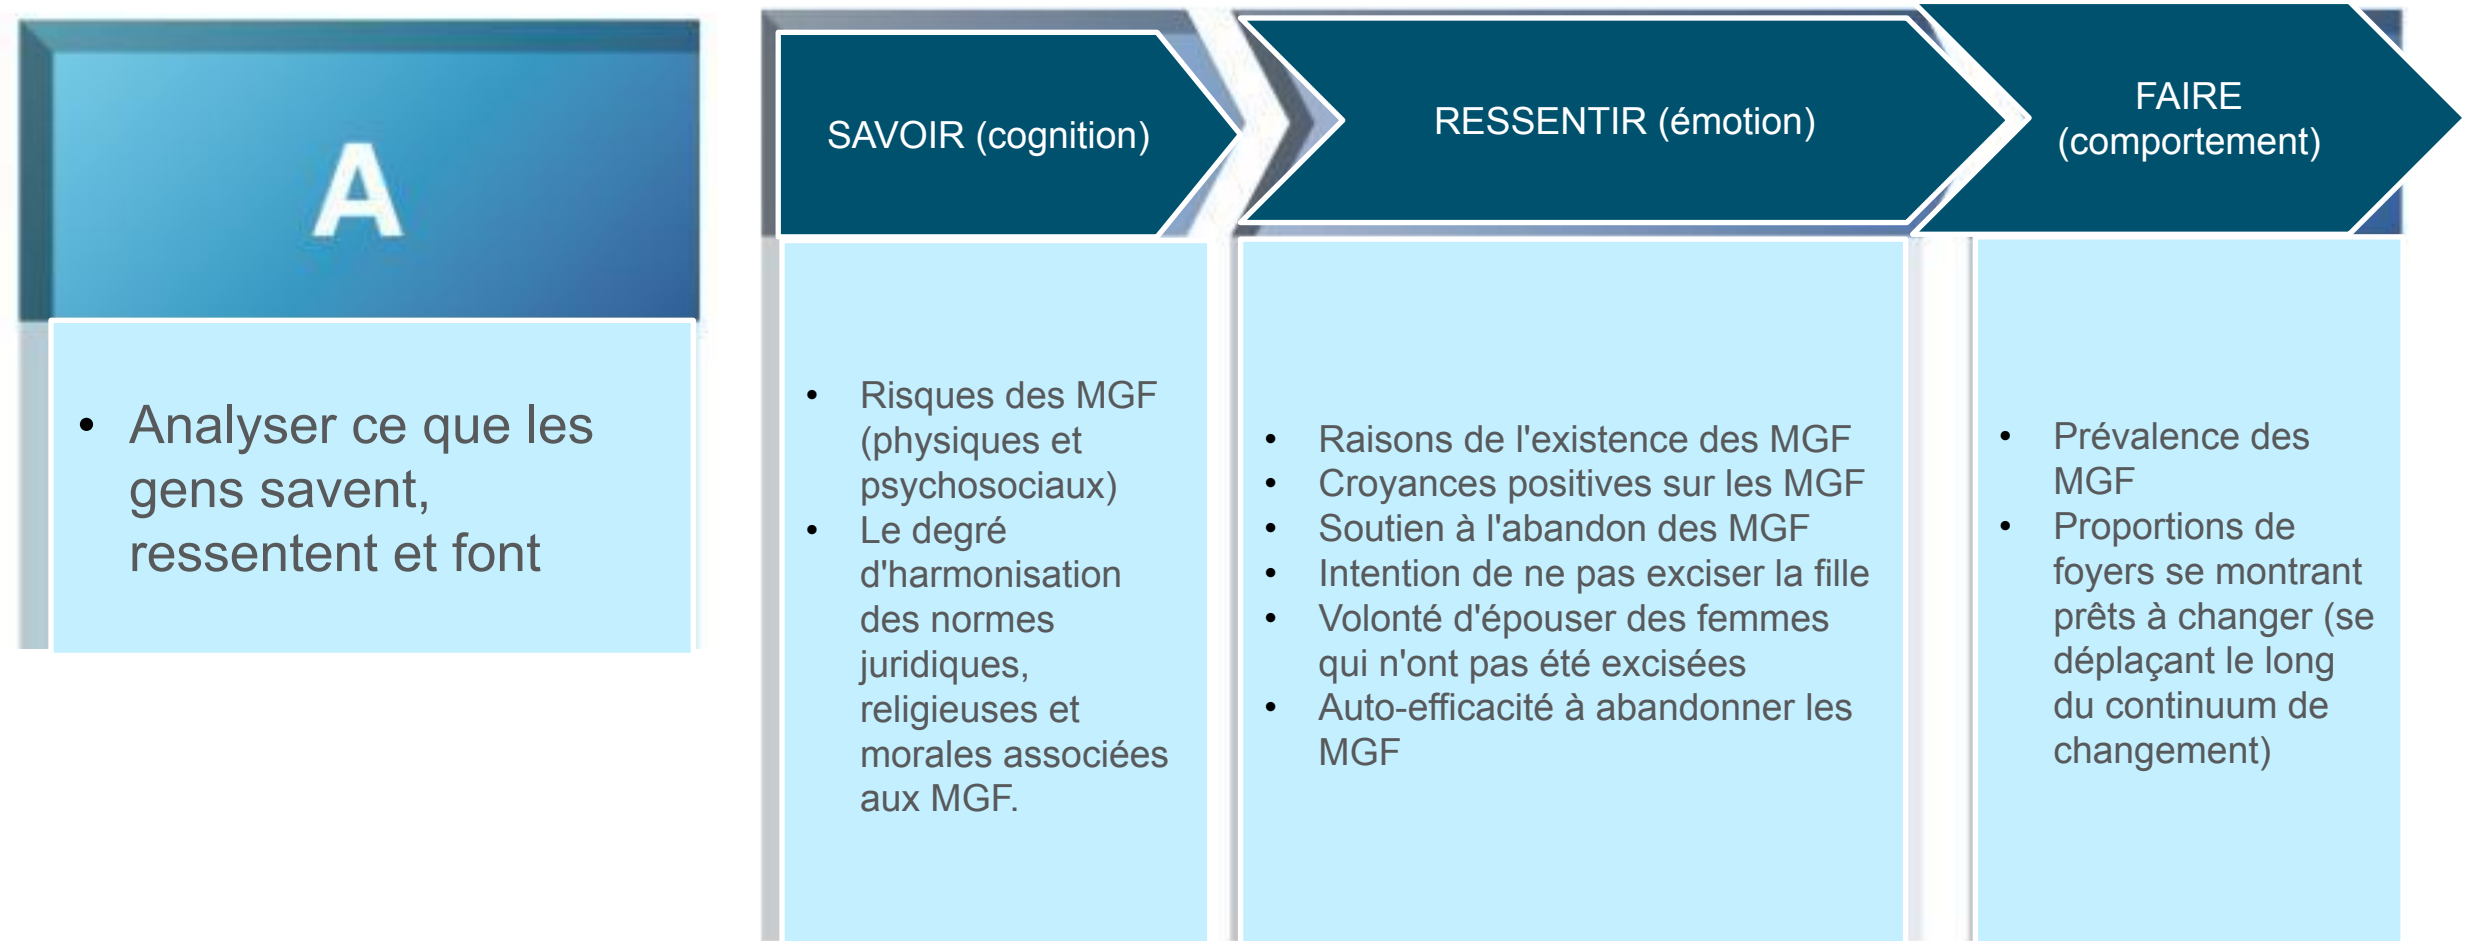 A
• Analyser ce que les
gens savent,
ressentent et font
SAVOIR (cognition)
• Risques des MGF
(physiques et
psychosociaux)
• Le degré
d'harmonisation
des normes
juridiques,
religieuses et
morales associées
aux MGF.
RESSENTIR (émotion)
• Raisons de l'existence des MGF
• Croyances positives sur les MGF
• Soutien à l'abandon des MGF
• Intention de ne pas exciser la fille
• Volonté d'épouser des femmes
qui n'ont pas été excisées
• Auto-efficacité à abandonner les
MGF
FAIRE
(comportement)
• Prévalence des
MGF
• Proportions de
foyers se montrant
prêts à changer (se
déplaçant le long
du continuum de
changement)